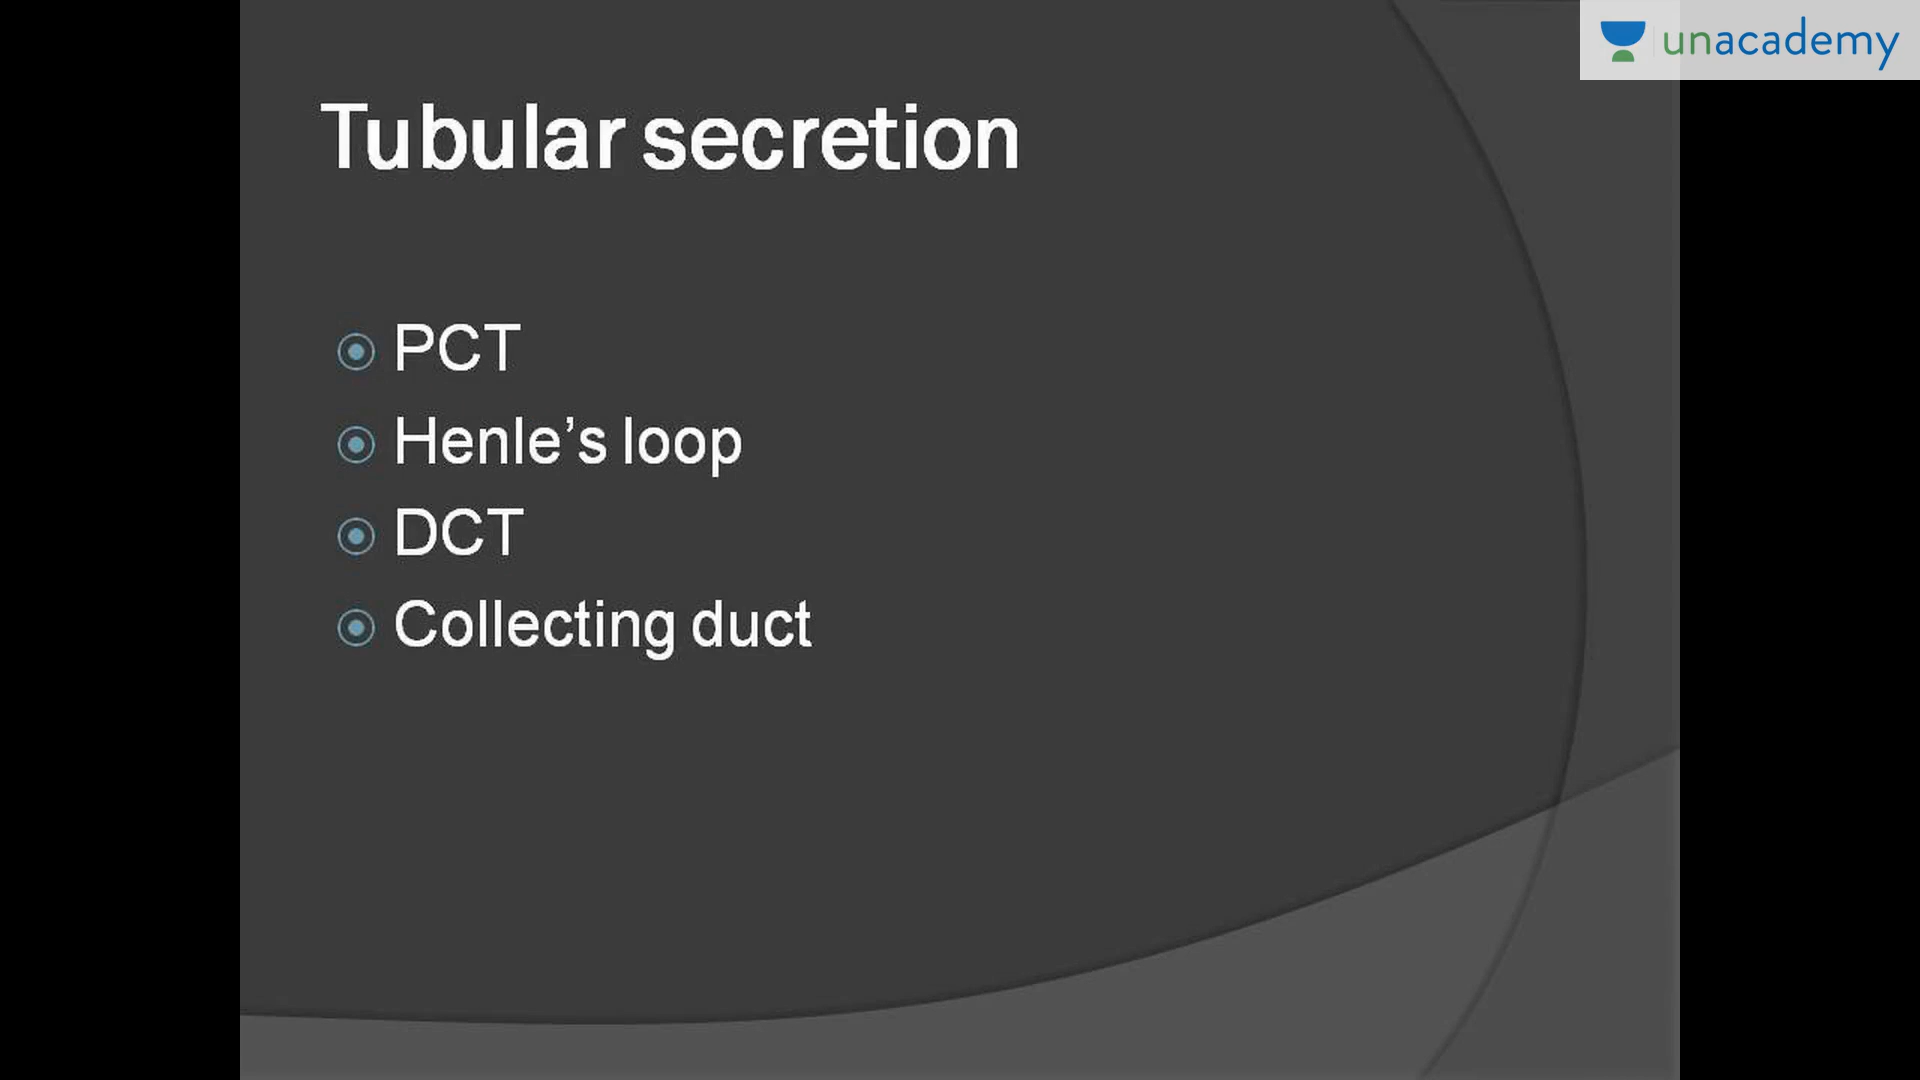 unacademy
Tubular secretion
PCT
Henle’s loop
DCT
Collecting duct